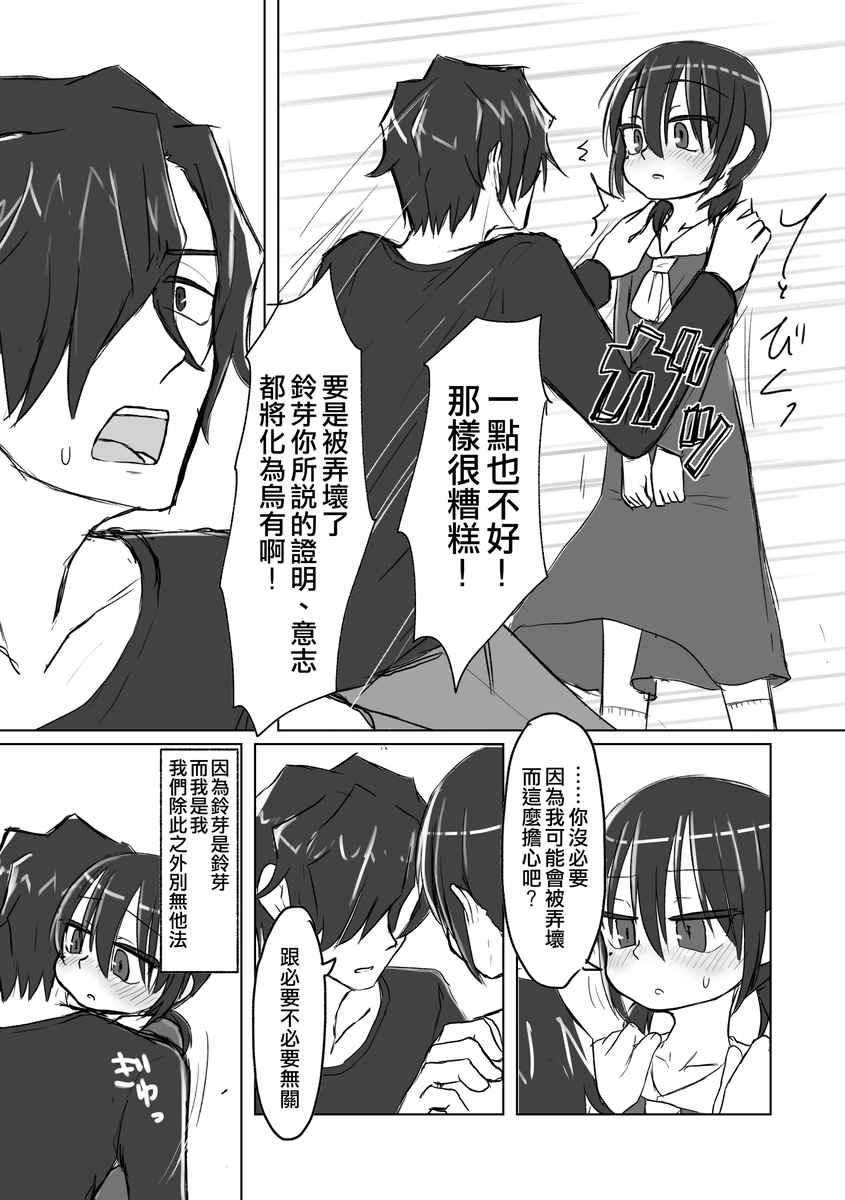 一點也不好！
那樣很糟糕！
ガッ
びくっ
要是被弄壞了
鈴芽你所說的證明、意志
都將化為烏有啊！
……你沒必要
因為我可能會被弄壞
而這麼擔心吧？
跟必要不必要無關
因為鈴芽是鈴芽
而我是我
我們除此之外別無他法
ぎゅっ